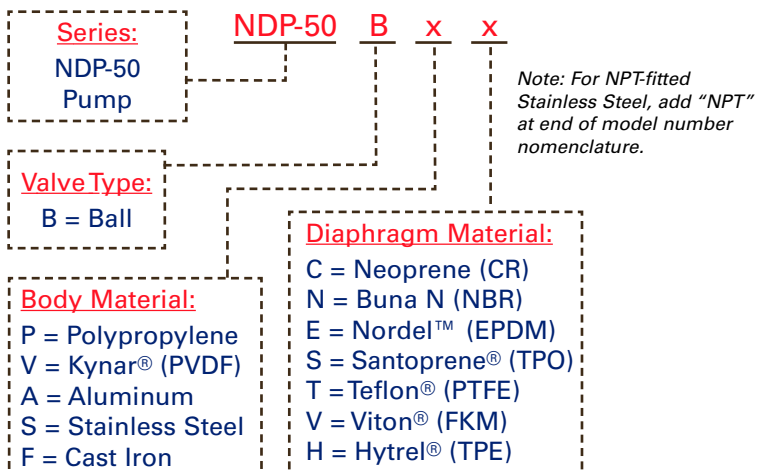 NDP-50 B x x
Series:
NDP-50
Pump
Note: For NPT-fitted
Stainless Steel, add “NPT”
at end of model number
nomenclature.
Valve Type:
B = Ball
Body Material:
P = Polypropylene
V = Kynar® (PVDF)
A = Aluminum
S = Stainless Steel
F = Cast Iron
Diaphragm Material:
C = Neoprene (CR)
N = Buna N (NBR)
E = Nordel™ (EPDM)
S = Santoprene® (TPO)
T = Teflon® (PTFE)
V = Viton® (FKM)
H = Hytrel® (TPE)